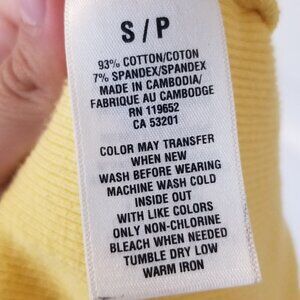 S / P
93% COTTON/COTON
7% SPANDEX/SPANDEX
MADE IN CAMBODIA/
FABRIQUE AU CAMBODGE
RN 119652
CA 53201
COLOR MAY TRANSFER
WHEN NEW
WASH BEFORE WEARING
MACHINE WASH COLD
INSIDE OUT
WITH LIKE COLORS
ONLY NON-CHLORINE
BLEACH WHEN NEEDED
TUMBLE DRY LOW
WARM IRON